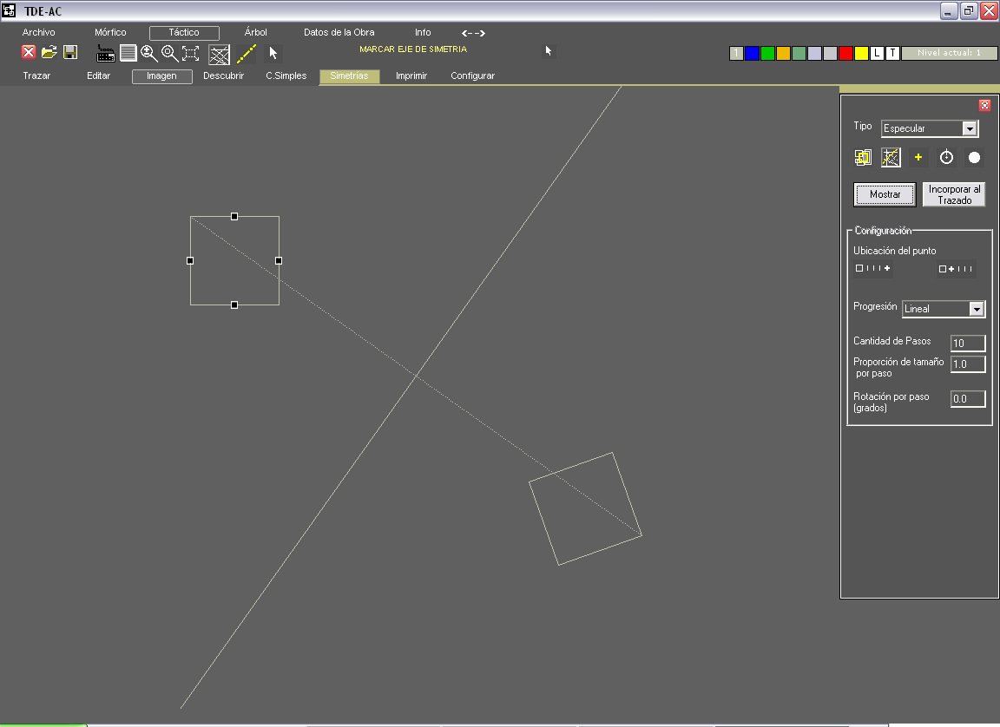 TDE-AC
Archivo Mórfico Táctico Árbol Datos de la Obra Info <-->
MARCAR EJE DE SIMETRIA
1 L T Nivel actual: 1
Trazar Editar Imagen Descubrir C.Simples Simetrías Imprimir Configurar
Tipo Especular
Mostrar
Incorporar al
Trazado
Configuración
Ubicación del punto
Progresión Lineal
Cantidad de Pasos 10
Proporción de tamaño 1.0
por paso
Rotación por paso 0.0
(grados)